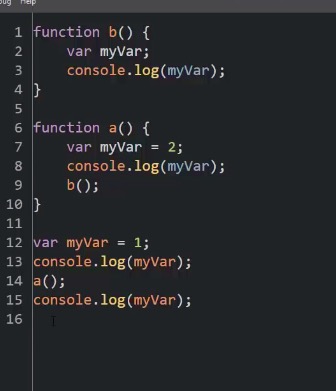 Help
1 function b() {
2     var myVar;
3     console.log(myVar);
4 }
5
6 function a() {
7     var myVar = 2;
8     console.log(myVar);
9     b();
10 }
11
12 var myVar = 1;
13 console.log(myVar);
14 a();
15 console.log(myVar);
16